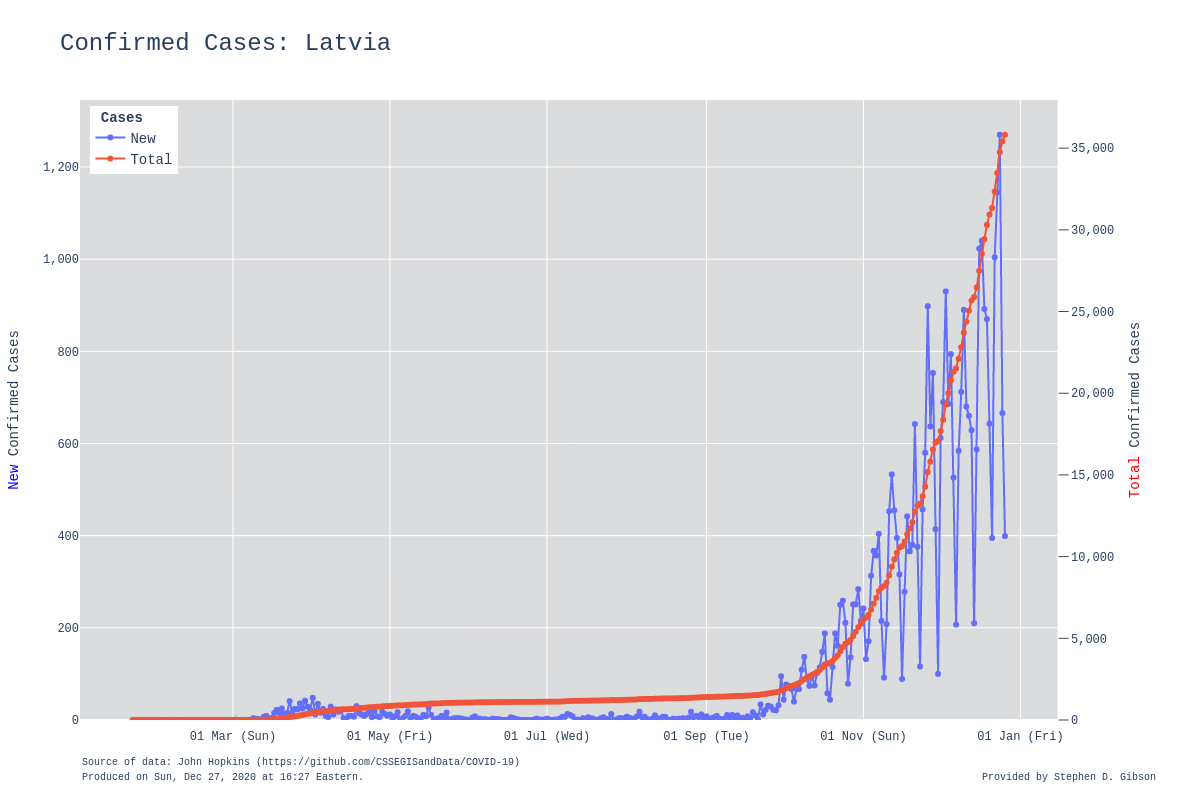 Confirmed Cases: Latvia
Cases
New
Total
1,200
1,000
800
600
400
200
0
35,000
30,000
25,000
20,000
15,000
10,000
5,000
0
New Confirmed Cases
Total Confirmed Cases
01 Mar (Sun)
01 May (Fri)
01 Jul (Wed)
01 Sep (Tue)
01 Nov (Sun)
01 Jan (Fri)
Source of data: John Hopkins (https://github.com/CSSEGISandData/COVID-19)
Produced on Sun, Dec 27, 2020 at 16:27 Eastern.
Provided by Stephen D. Gibson